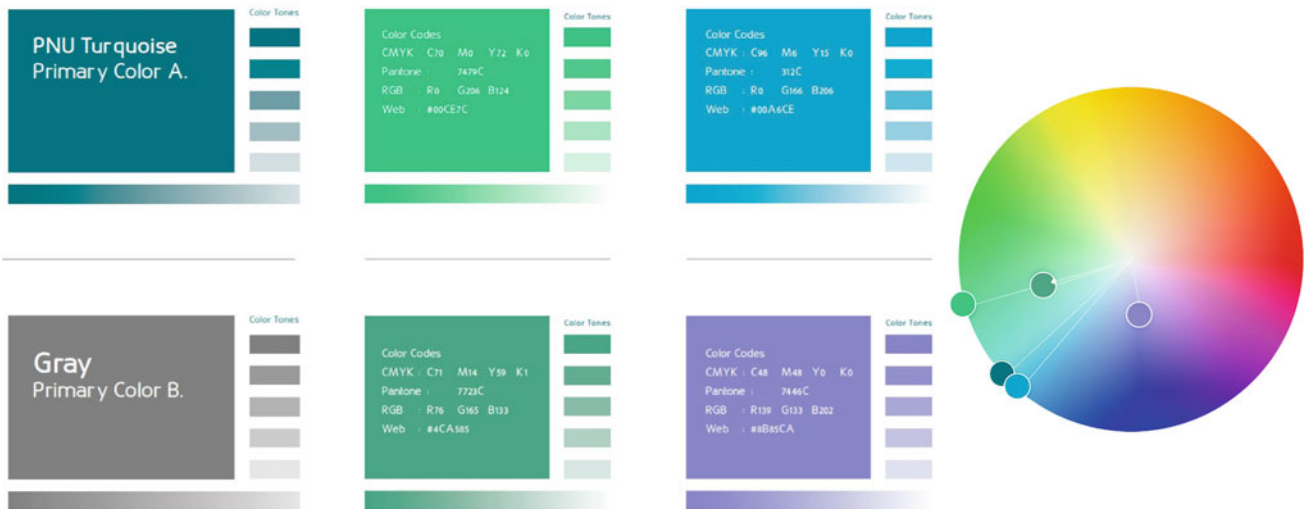 Color Tones
PNU Turquoise
Primary Color A.
Color Tones
Color Codes
CMYK : C70 M0 Y72 K0
Pantone : 7479C
RGB : R0 G206 B124
Web : #00CE7C
Color Tones
Color Codes
CMYK : C96 M6 Y15 K0
Pantone : 312C
RGB : R0 G166 B206
Web : #00A6CE
Color Tones
Gray
Primary Color B.
Color Tones
Color Codes
CMYK : C71 M14 Y59 K1
Pantone : 7723C
RGB : R76 G165 B133
Web : #4CA585
Color Tones
Color Codes
CMYK : C48 M48 Y0 K0
Pantone : 7446C
RGB : R139 G133 B202
Web : #8B85CA